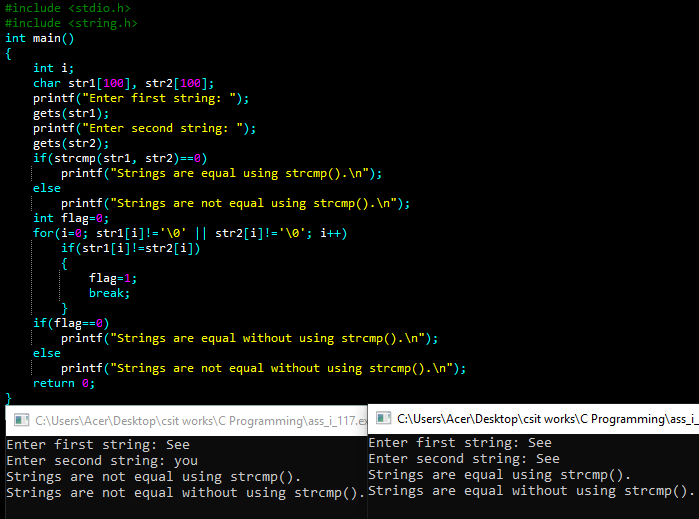 #include <stdio.h>
#include <string.h>
int main()
{
    int i;
    char str1[100], str2[100];
    printf("Enter first string: ");
    gets(str1);
    printf("Enter second string: ");
    gets(str2);
    if(strcmp(str1, str2)==0)
        printf("Strings are equal using strcmp().\n");
    else
        printf("Strings are not equal using strcmp().\n");
    int flag=0;
    for(i=0; str1[i]!='\0' || str2[i]!='\0'; i++)
        if(str1[i]!=str2[i])
        {
            flag=1;
            break;
        }
    if(flag==0)
        printf("Strings are equal without using strcmp().\n");
    else
        printf("Strings are not equal without using strcmp().\n");
    return 0;
}
C:\Users\Acer\Desktop\csit works\C Programming\ass_i_117.ex
Enter first string: See
Enter second string: you
Strings are not equal using strcmp().
Strings are not equal without using strcmp().
C:\Users\Acer\Desktop\csit works\C Programming\ass_i_
Enter first string: See
Enter second string: See
Strings are equal using strcmp().
Strings are equal without using strcmp().